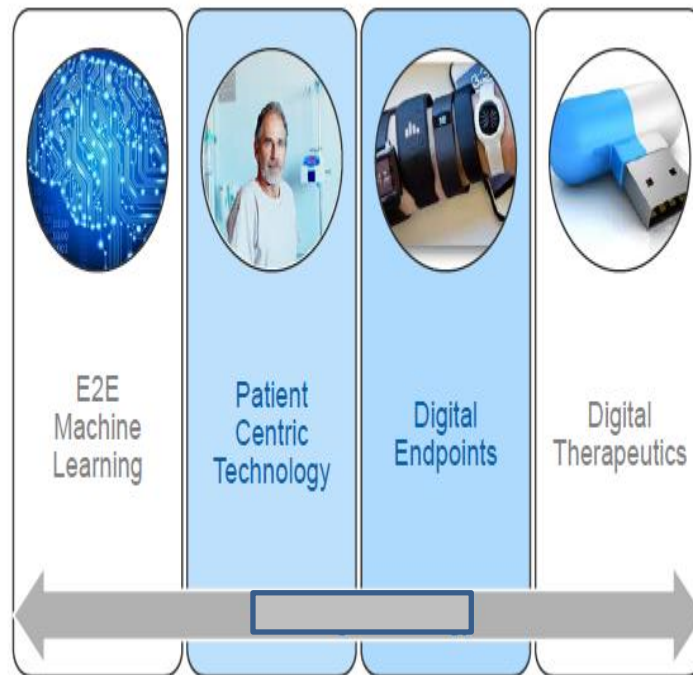 E2E
Machine
Learning
Patient
Centric
Technology
Digital
Endpoints
Digital
Therapeutics